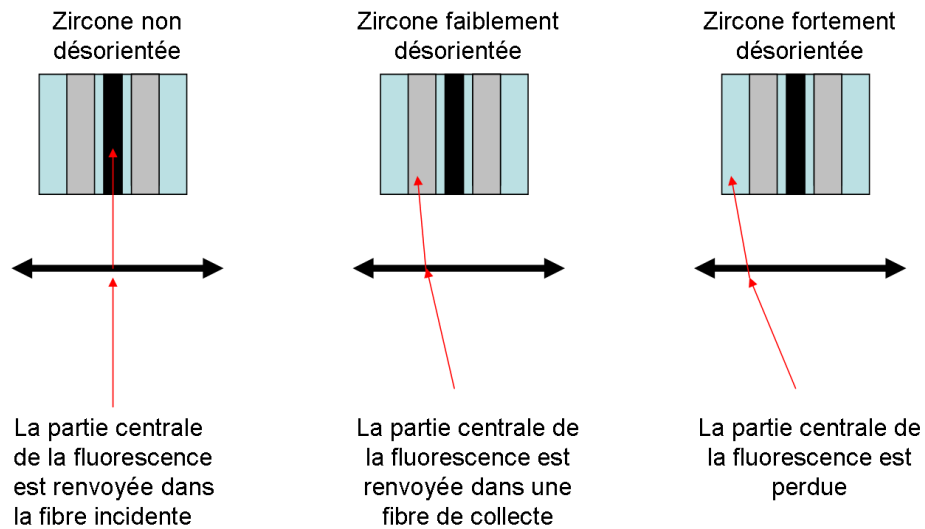 Zircone non
désorientée
Zircone faiblement
désorientée
Zircone fortement
désorientée
La partie centrale
de la fluorescence
est renvoyée dans
la fibre incidente
La partie centrale de
la fluorescence est
renvoyée dans une
fibre de collecte
La partie centrale de
la fluorescence est
perdue